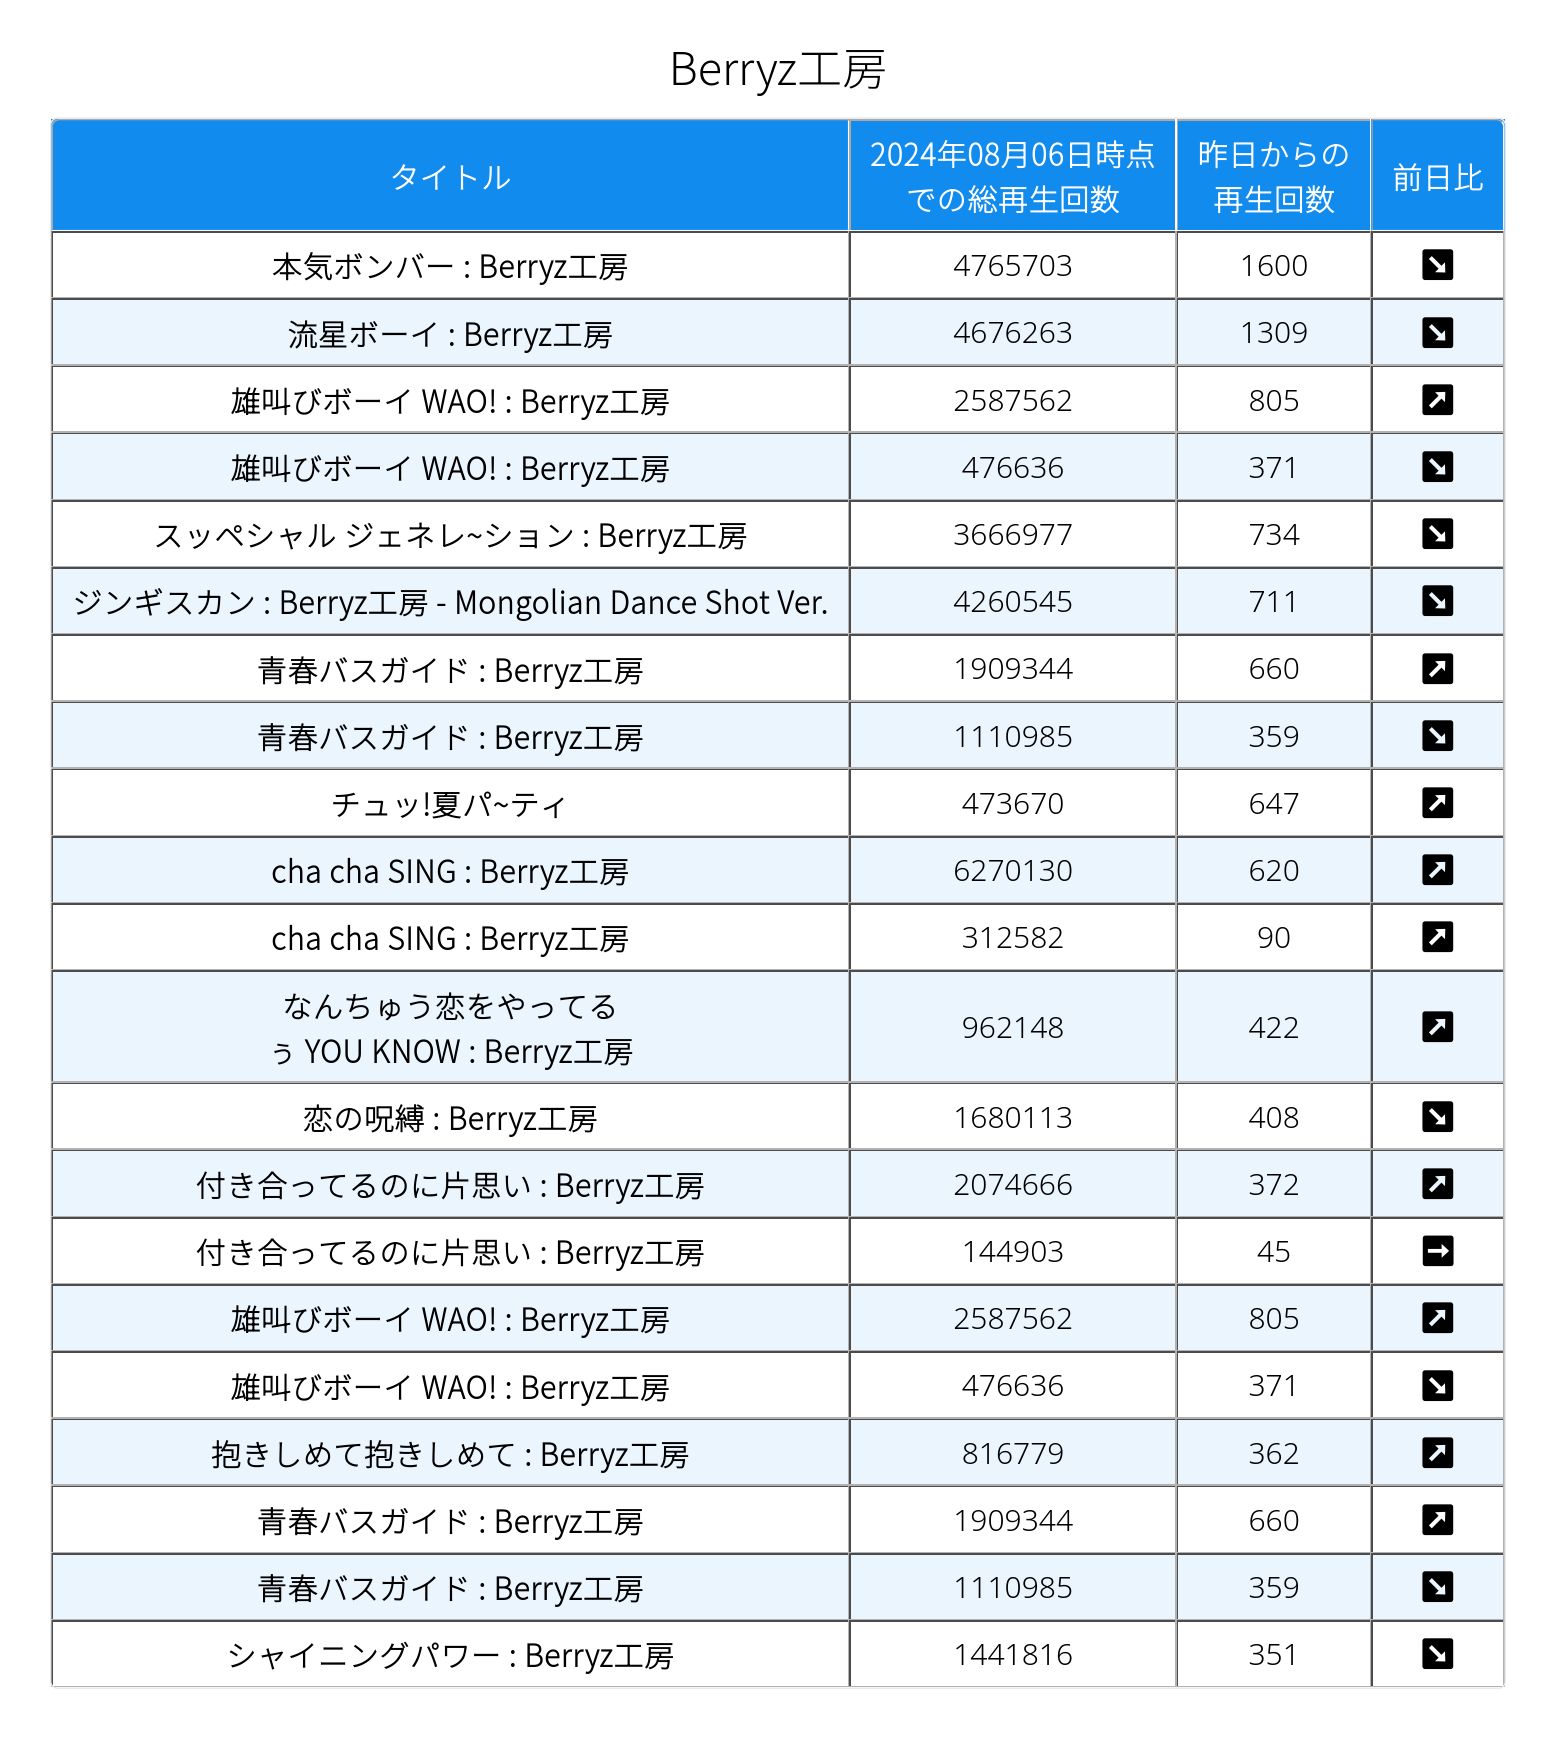 Berryz工房
タイトル
2024年08月06日時点
での総再生回数
昨日からの
再生回数
前日比
本気ボンバー : Berryz工房 4765703 1600 ↘
流星ボーイ : Berryz工房 4676263 1309 ↘
雄叫びボーイ WAO! : Berryz工房 2587562 805 ↗
雄叫びボーイ WAO! : Berryz工房 476636 371 ↘
スッペシャル ジェネレ~ション : Berryz工房 3666977 734 ↘
ジンギスカン : Berryz工房 - Mongolian Dance Shot Ver. 4260545 711 ↘
青春バスガイド : Berryz工房 1909344 660 ↗
青春バスガイド : Berryz工房 1110985 359 ↘
チュッ!夏パ~ティ 473670 647 ↗
cha cha SING : Berryz工房 6270130 620 ↗
cha cha SING : Berryz工房 312582 90 ↗
なんちゅう恋をやってる
ぅ YOU KNOW : Berryz工房 962148 422 ↗
恋の呪縛 : Berryz工房 1680113 408 ↘
付き合ってるのに片思い : Berryz工房 2074666 372 ↗
付き合ってるのに片思い : Berryz工房 144903 45 →
雄叫びボーイ WAO! : Berryz工房 2587562 805 ↗
雄叫びボーイ WAO! : Berryz工房 476636 371 ↘
抱きしめて抱きしめて : Berryz工房 816779 362 ↗
青春バスガイド : Berryz工房 1909344 660 ↗
青春バスガイド : Berryz工房 1110985 359 ↘
シャイニングパワー : Berryz工房 1441816 351 ↘